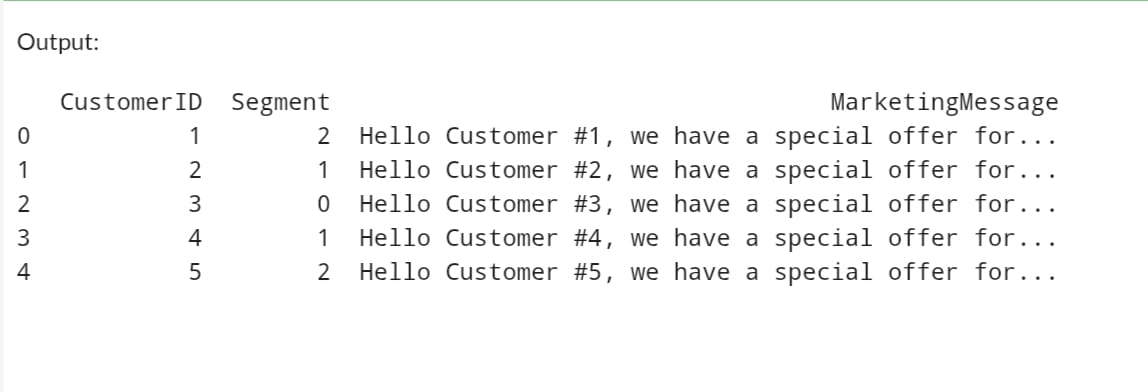 Output:
CustomerID Segment MarketingMessage
0 1 2 Hello Customer #1, we have a special offer for...
1 2 1 Hello Customer #2, we have a special offer for...
2 3 0 Hello Customer #3, we have a special offer for...
3 4 1 Hello Customer #4, we have a special offer for...
4 5 2 Hello Customer #5, we have a special offer for...